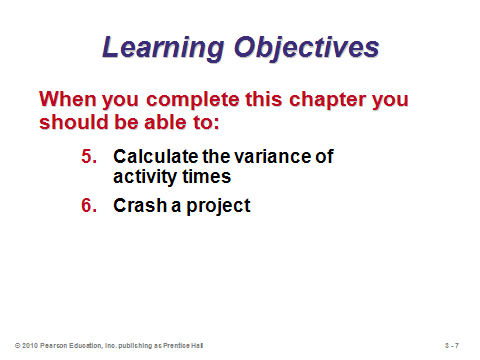 Learning Objectives
When you complete this chapter you
should be able to:
5. Calculate the variance of
activity times
6. Crash a project
© 2010 Pearson Education, Inc. publishing as Prentice Hall
3 - 7